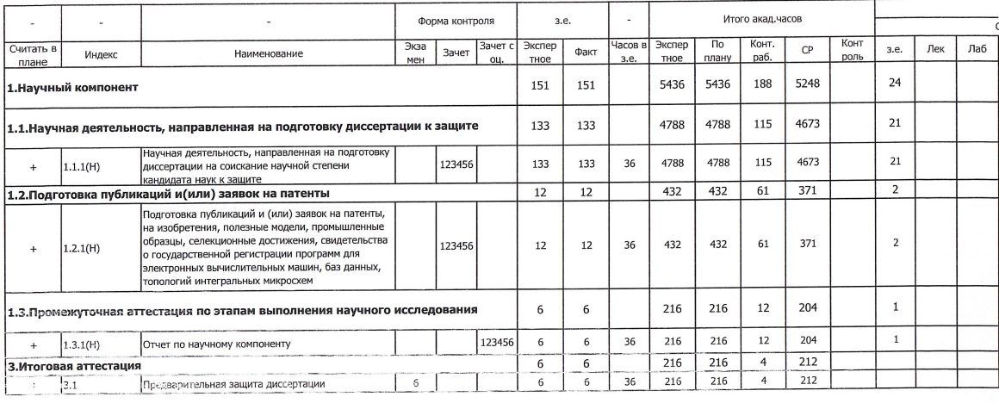 - - - Форма контроля з.е. - Итого акад.часов
Считать в плане Индекс Наименование Экза мен Зачет Зачет с оц. Экспер тное Факт Часов в з.е. Экспер тное По плану Конт. раб. СР Конт роль з.е. Лек Лаб
1.Научный компонент 151 151 5436 5436 188 5248 24
1.1.Научная деятельность, направленная на подготовку диссертации к защите 133 133 4788 4788 115 4673 21
+ 1.1.1(Н) Научная деятельность, направленная на подготовку
диссертации на соискание научной степени
кандидата наук к защите 123456 133 133 36 4788 4788 115 4673 21
1.2.Подготовка публикаций и(или) заявок на патенты 12 12 432 432 61 371 2
+ 1.2.1(Н) Подготовка публикаций и (или) заявок на патенты,
на изобретения, полезные модели, промышленные
образцы, селекционные достижения, свидетельства
о государственной регистрации программ для
электронных вычислительных машин, баз данных,
топологий интегральных микросхем 123456 12 12 36 432 432 61 371 2
1.3.Промежуточная аттестация по этапам выполнения научного исследования 6 6 216 216 12 204 1
+ 1.3.1(Н) Отчет по научному компоненту 123456 6 6 36 216 216 12 204 1
3.Итоговая аттестация 6 6 216 216 4 212
3.1 Предварительная защита диссертации 6 6 6 36 216 216 4 212